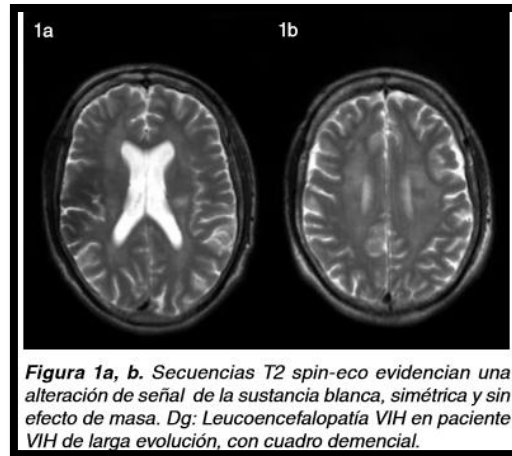 1a
1b
Figura 1a, b. Secuencias T2 spin-eco evidencian una
alteración de señal de la sustancia blanca, simétrica y sin
efecto de masa. Dg: Leucoencefalopatía VIH en paciente
VIH de larga evolución, con cuadro demencial.